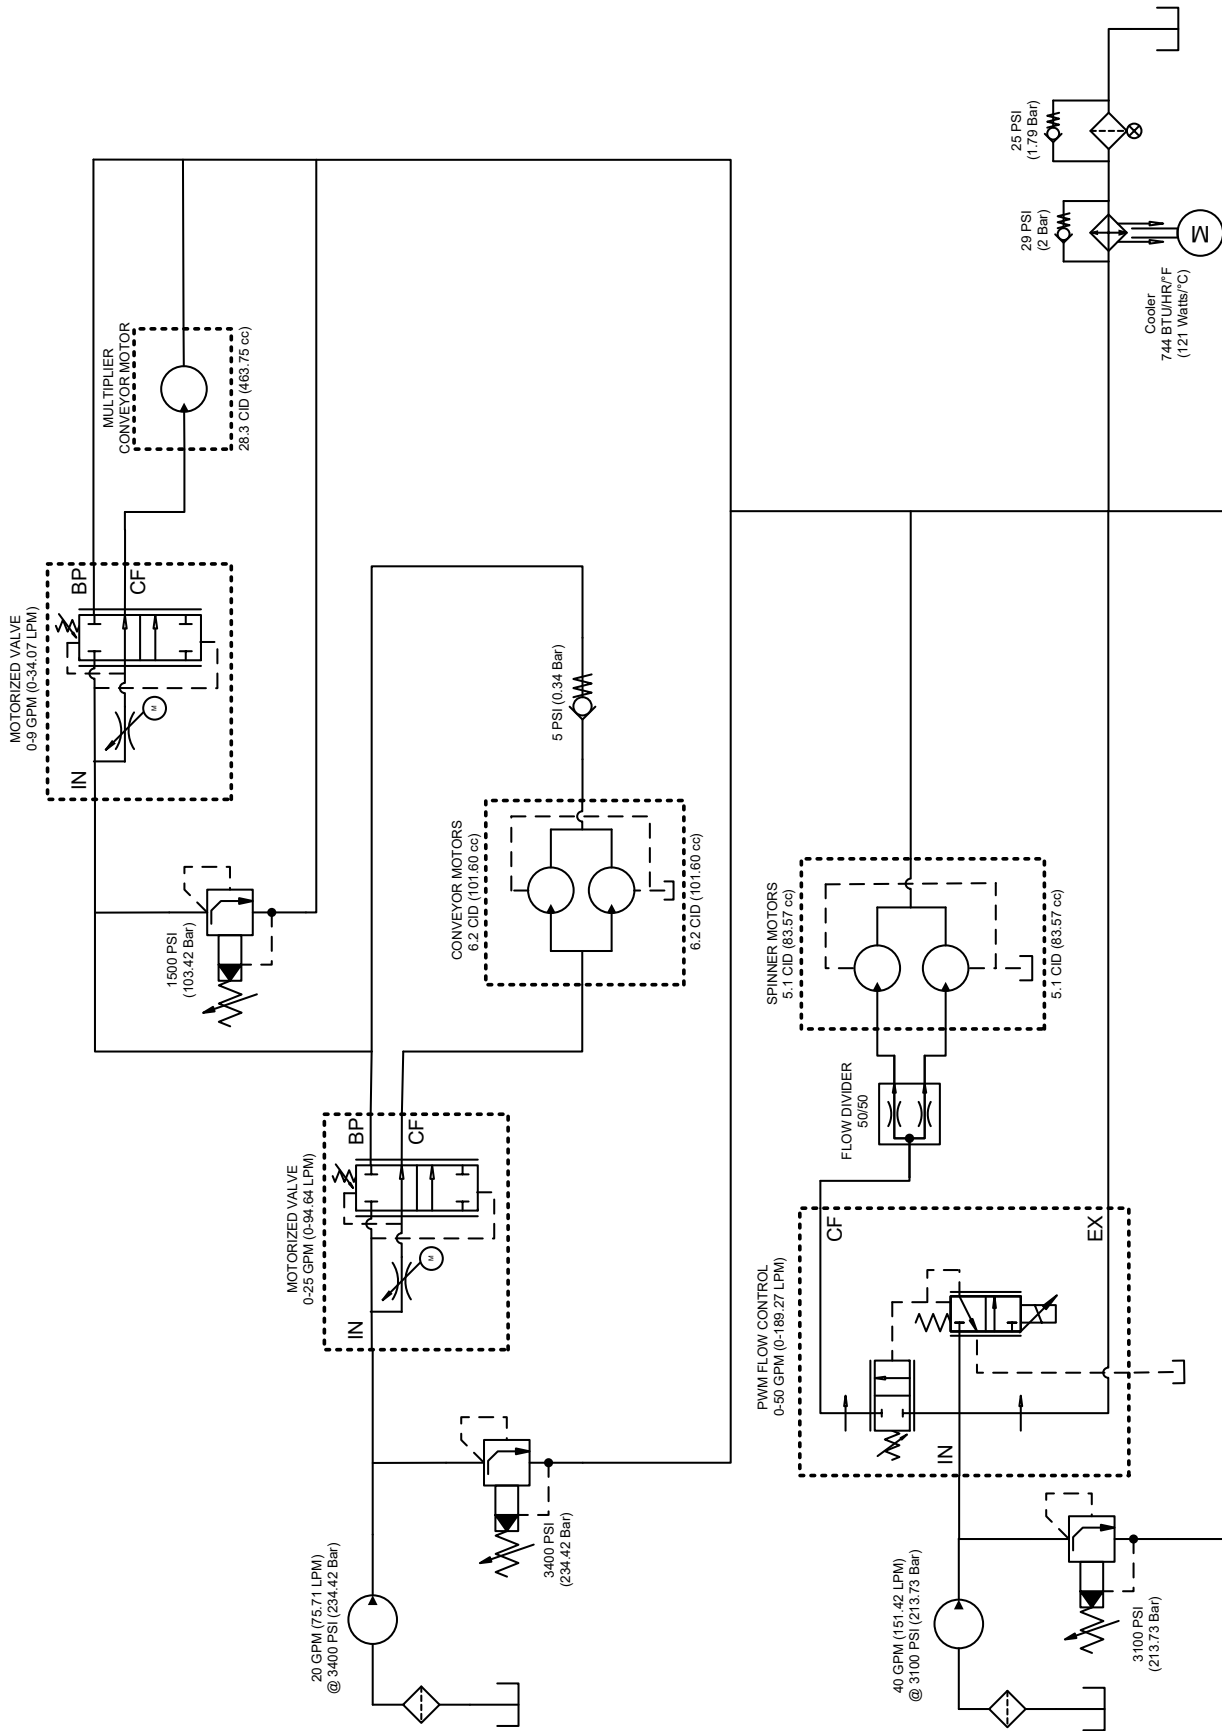 20 GPM (75.71 LPM)
@ 3400 PSI (234.42 Bar)
3400 PSI
(234.42 Bar)
MOTORIZED VALVE
0-25 GPM (0-94.64 LPM)
IN
BP
CF
M
1500 PSI
(103.42 Bar)
MOTORIZED VALVE
0-9 GPM (0-34.07 LPM)
IN
BP
CF
M
MULTIPLIER
CONVEYOR MOTOR
28.3 CID (463.75 cc)
CONVEYOR MOTORS
6.2 CID (101.60 cc)
6.2 CID (101.60 cc)
5 PSI (0.34 Bar)
40 GPM (151.42 LPM)
@ 3100 PSI (213.73 Bar)
3100 PSI
(213.73 Bar)
PWM FLOW CONTROL
0-50 GPM (0-189.27 LPM)
IN
CF
EX
FLOW DIVIDER
50/50
SPINNER MOTORS
5.1 CID (83.57 cc)
5.1 CID (83.57 cc)
29 PSI
(2 Bar)
25 PSI
(1.79 Bar)
M
Cooler
744 BTU/HR/°F
(121 Watts/°C)